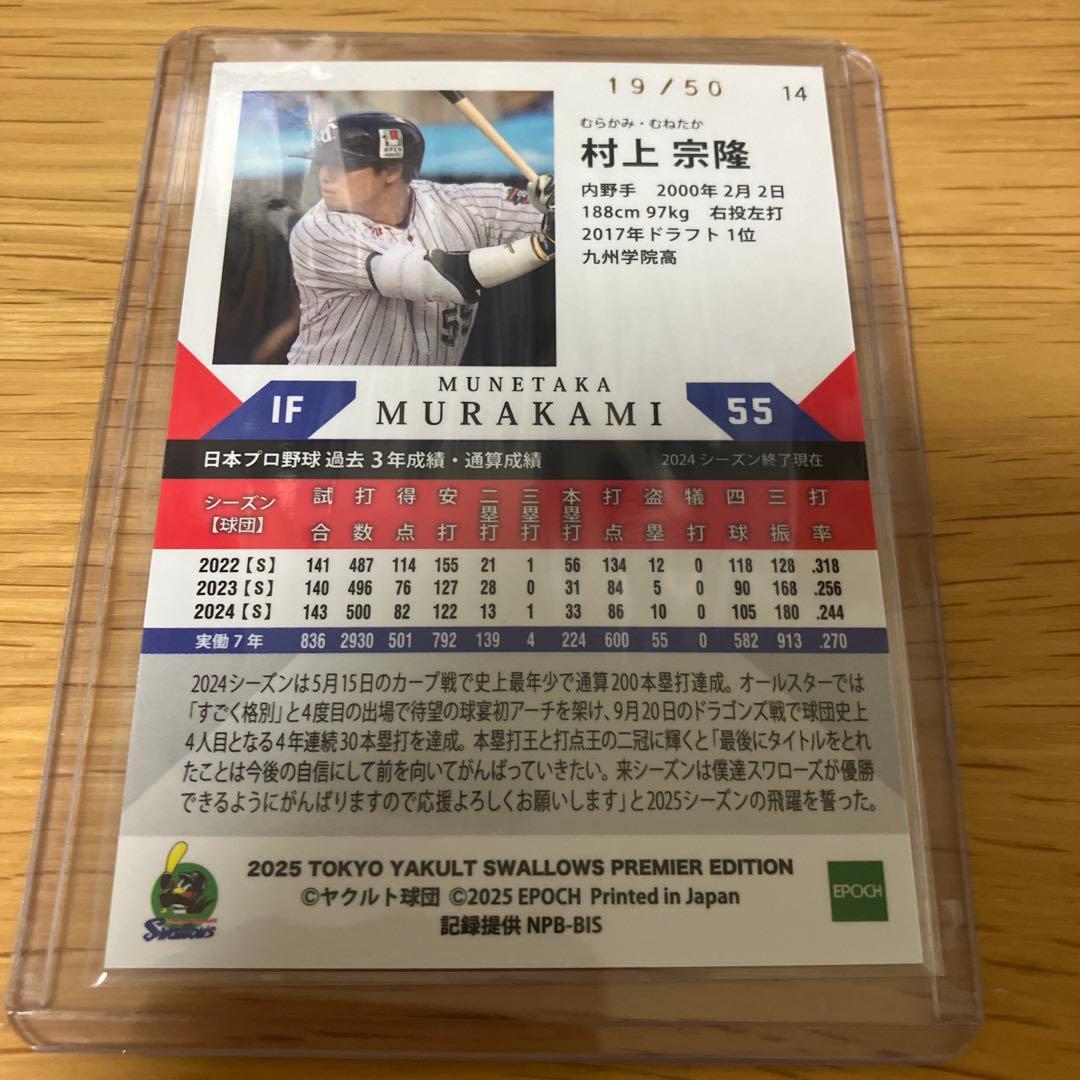 19/50
14
むらかみ・むねたか
村上 宗隆
内野手 2000年2月2日
188cm 97kg 右投左打
2017年ドラフト1位
九州学院高
OPEN
HOUSE
55
MUNETAKA
IF MURAKAMI 55
日本プロ野球 過去3年成績・通算成績 2024シーズン終了現在
シーズン【球団】 試合 打数 得点 安打 二塁打 三塁打 本塁打 打点 盗塁 犠打 四球 三振 打率
2022【S】 141 487 114 155 21 1 56 134 12 0 118 128 .318
2023【S】 140 496 76 127 28 0 31 84 5 0 90 168 .256
2024【S】 143 500 82 122 13 1 33 86 10 0 105 180 .244
実働7年 836 2930 501 792 139 4 224 600 55 0 582 913 .270
2024シーズンは5月15日のカープ戦で史上最年少で通算200本塁打達成。オールスターでは
「すごく格別」と4度目の出場で待望の球宴初アーチを架け、9月20日のドラゴンズ戦で球団史上
4人目となる4年連続30本塁打を達成。本塁打王と打点王の二冠に輝くと「最後にタイトルをとれ
たことは今後の自信にして前を向いてがんばっていきたい。来シーズンは僕達スワローズが優勝
できるようにがんばりますので応援よろしくお願いします」と2025シーズンの飛躍を誓った。
Swallows
2025 TOKYO YAKULT SWALLOWS PREMIER EDITION
©ヤクルト球団 ©2025 EPOCH Printed in Japan
記録提供 NPB-BIS
EPOCH